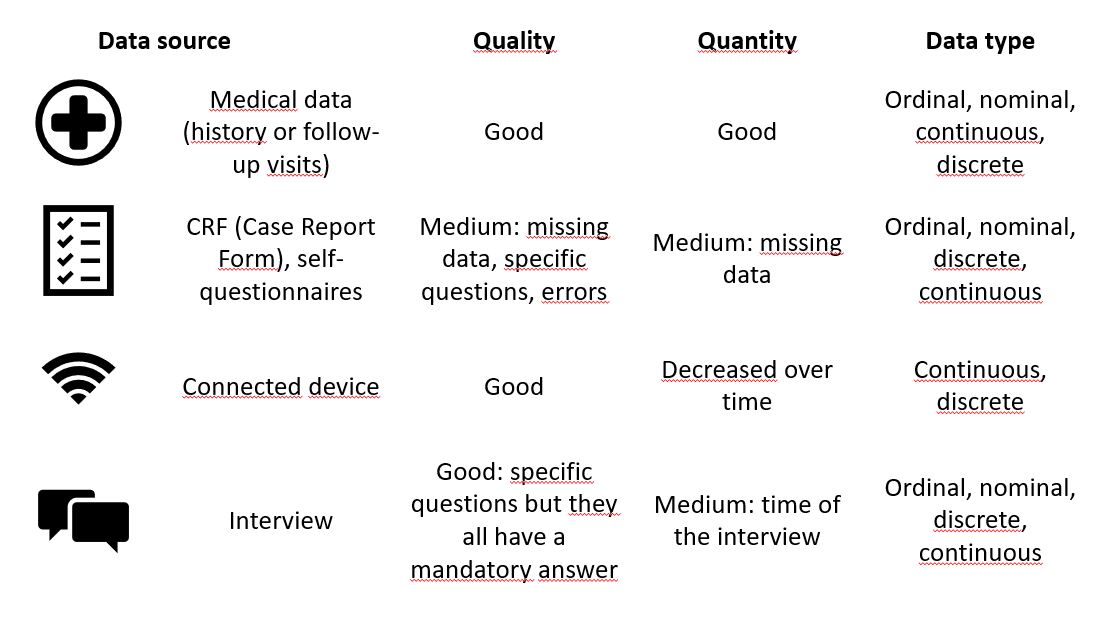 Data source Quality Quantity Data type
Medical data
(history or follow-
up visits)
Good
Good
Ordinal, nominal,
continuous,
discrete
CRF (Case Report
Form), self-
questionnaires
Medium: missing
data, specific
questions, errors
Medium: missing
data
Ordinal, nominal,
discrete,
continuous
Connected device
Good
Decreased over
time
Continuous,
discrete
Interview
Good: specific
questions but they
all have a
mandatory answer
Medium: time of
the interview
Ordinal, nominal,
discrete,
continuous